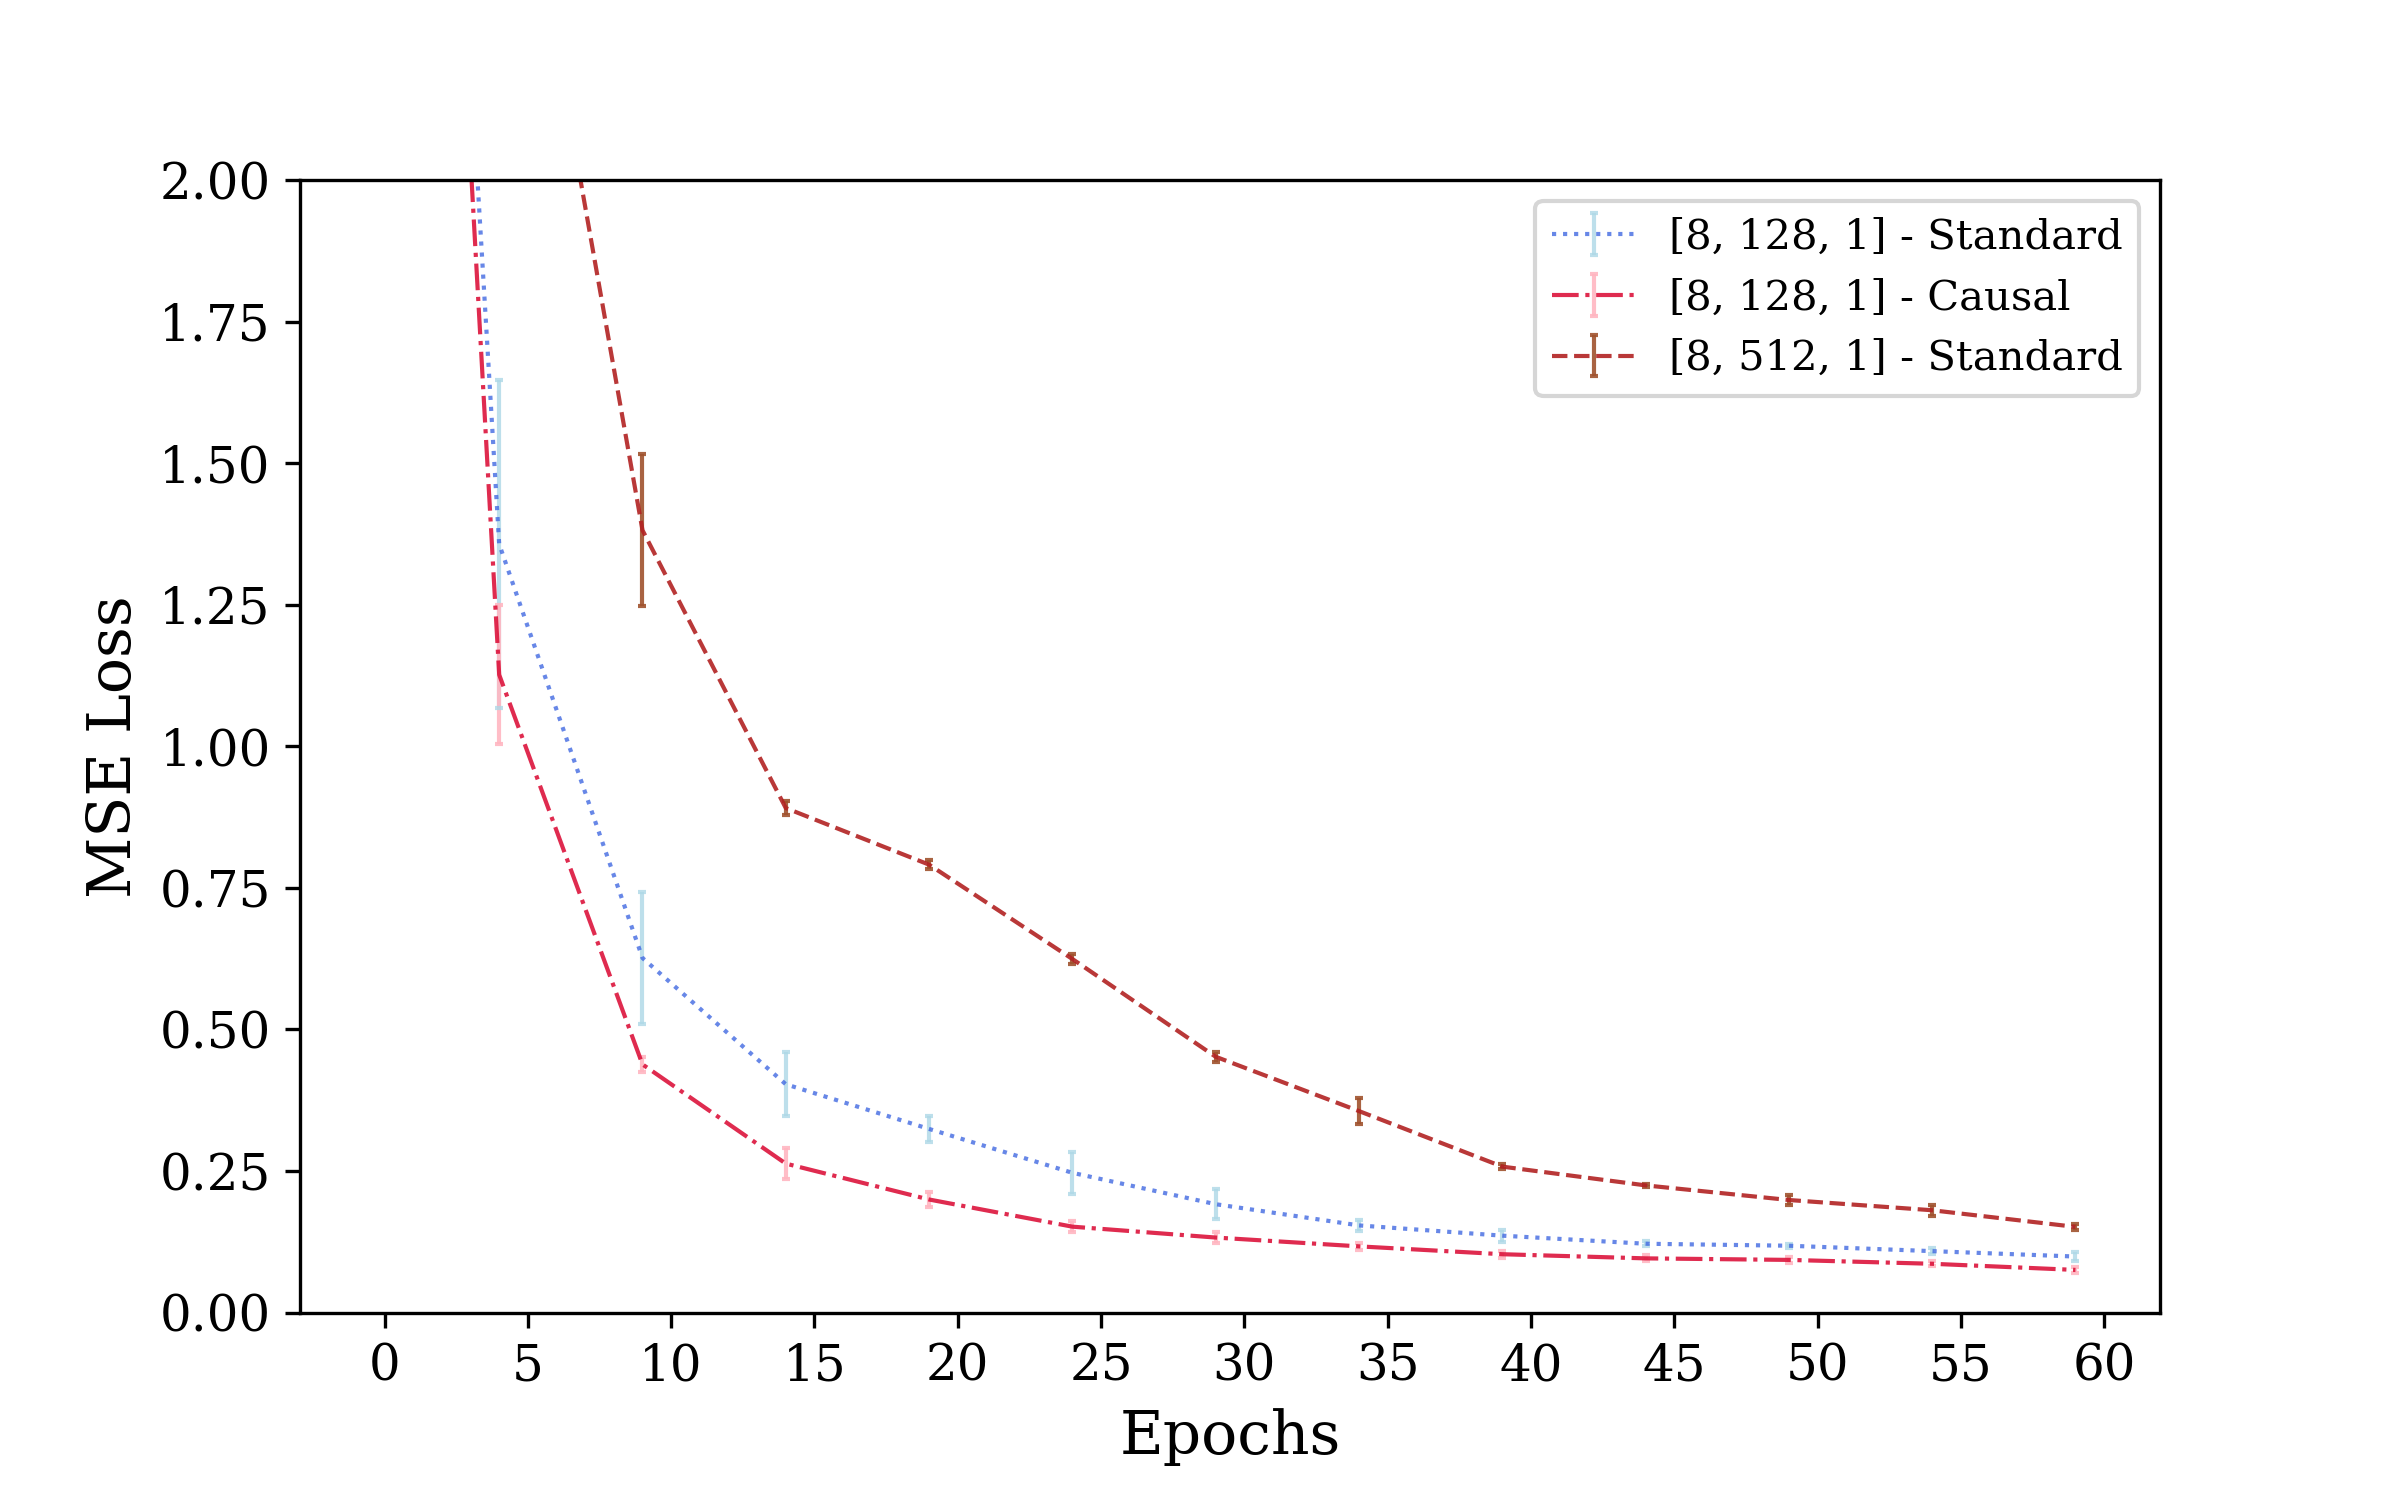 2.00
1.75
1.50
1.25
1.00
0.75
0.50
0.25
0.00
MSE Loss
[8, 128, 1] - Standard
[8, 128, 1] - Causal
[8, 512, 1] - Standard
0 5 10 15 20 25 30 35 40 45 50 55 60
Epochs